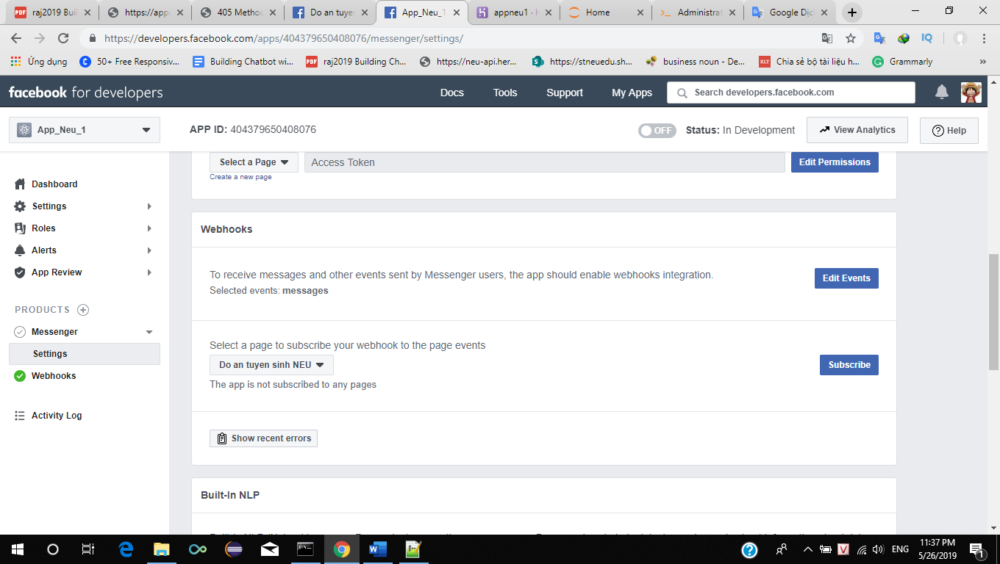 raj2019 Buil
https://appn
405 Method
Do an tuyen
App_Neu_1
appneu1 · H
Home
Administrat
Google Dịch
https://developers.facebook.com/apps/404379650408076/messenger/settings/
Ứng dụng
50+ Free Responsiv...
Building Chatbot wi...
raj2019 Building Ch...
https://neu-api.her...
https://stneuedu.sh...
business noun - De...
Chia sẻ bộ tài liệu h...
Grammarly
facebook for developers
Docs
Tools
Support
My Apps
Search developers.facebook.com
App_Neu_1
APP ID: 404379650408076
OFF
Status: In Development
View Analytics
Help
Select a Page
Access Token
Edit Permissions
Create a new page
Dashboard
Settings
Roles
Alerts
App Review
PRODUCTS
Messenger
Settings
Webhooks
Activity Log
Webhooks
To receive messages and other events sent by Messenger users, the app should enable webhooks integration.
Selected events: messages
Edit Events
Select a page to subscribe your webhook to the page events
Do an tuyen sinh NEU
Subscribe
The app is not subscribed to any pages
Show recent errors
Built-In NLP
ENG
11:37 PM
5/26/2019
1